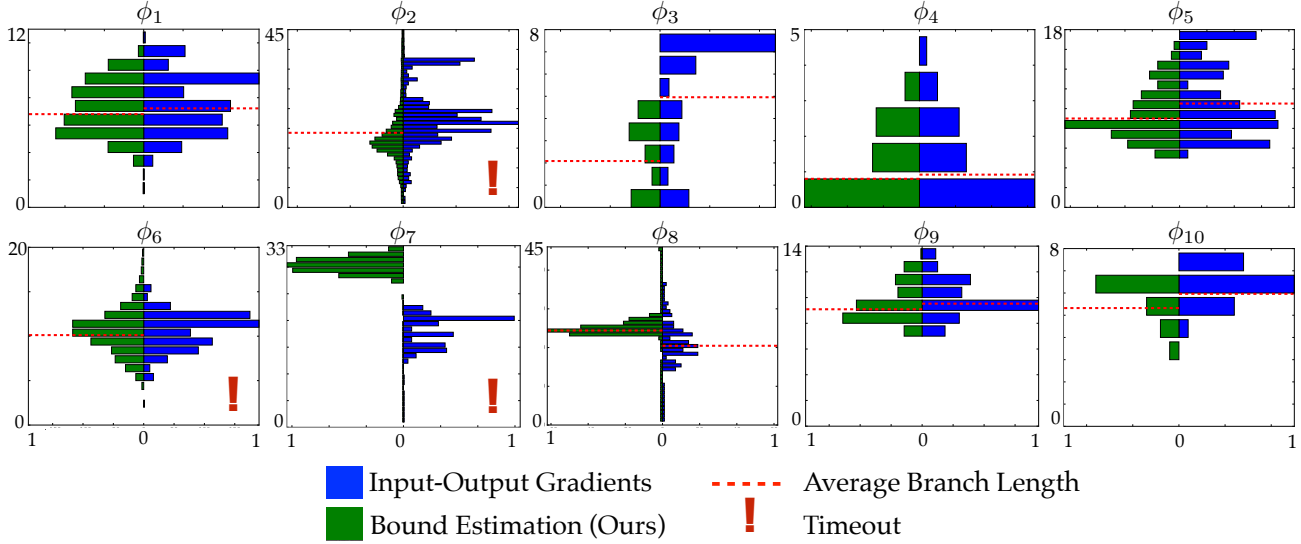 ϕ1 ϕ2 ϕ3 ϕ4 ϕ5
12 45 8 5 18
0 0 0 0 0
ϕ6 ϕ7 ϕ8 ϕ9 ϕ10
20 33 45 14 8
! !
0 0 0 0 0
1 0 1 1 0 1 1 0 1 1 0 1 1 0 1
Input-Output Gradients Average Branch Length
Bound Estimation (Ours) ! Timeout